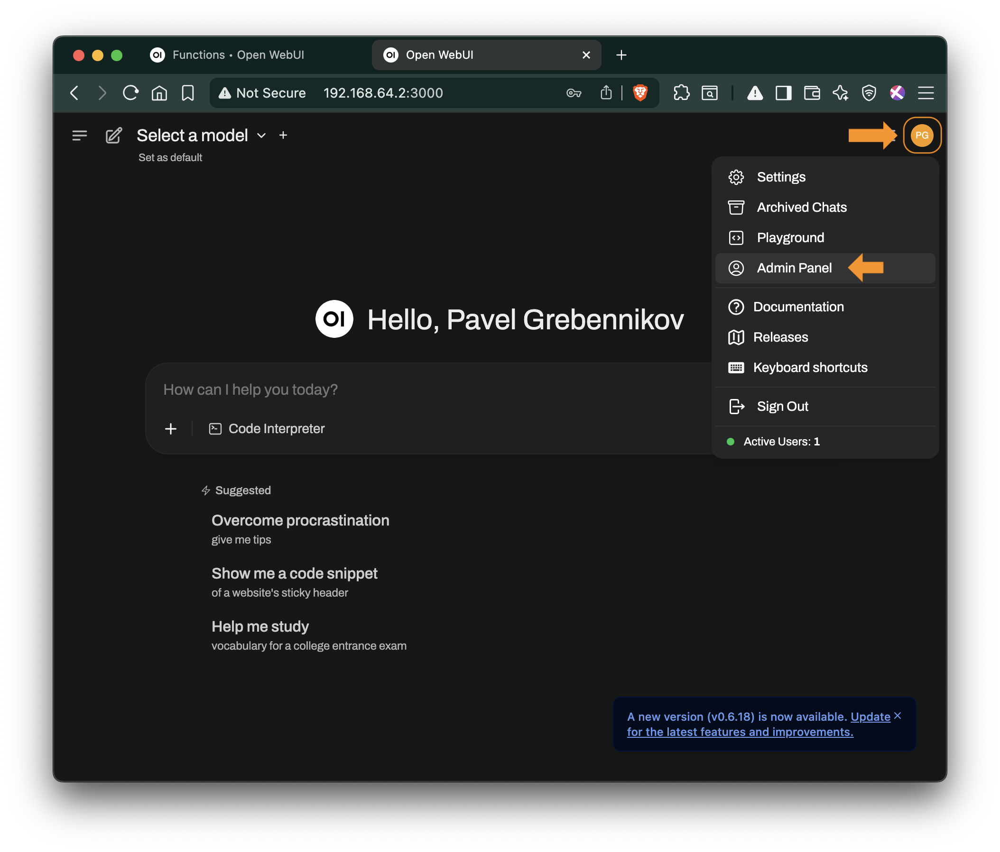 OI Functions • Open WebUI
OI Open WebUI
Not Secure 192.168.64.2:3000
Select a model
Set as default
PG
Settings
Archived Chats
Playground
Admin Panel
Documentation
Releases
Keyboard shortcuts
Sign Out
Active Users: 1
OI Hello, Pavel Grebennikov
How can I help you today?
Code Interpreter
Suggested
Overcome procrastination
give me tips
Show me a code snippet
of a website's sticky header
Help me study
vocabulary for a college entrance exam
A new version (v0.6.18) is now available. Update
for the latest features and improvements.